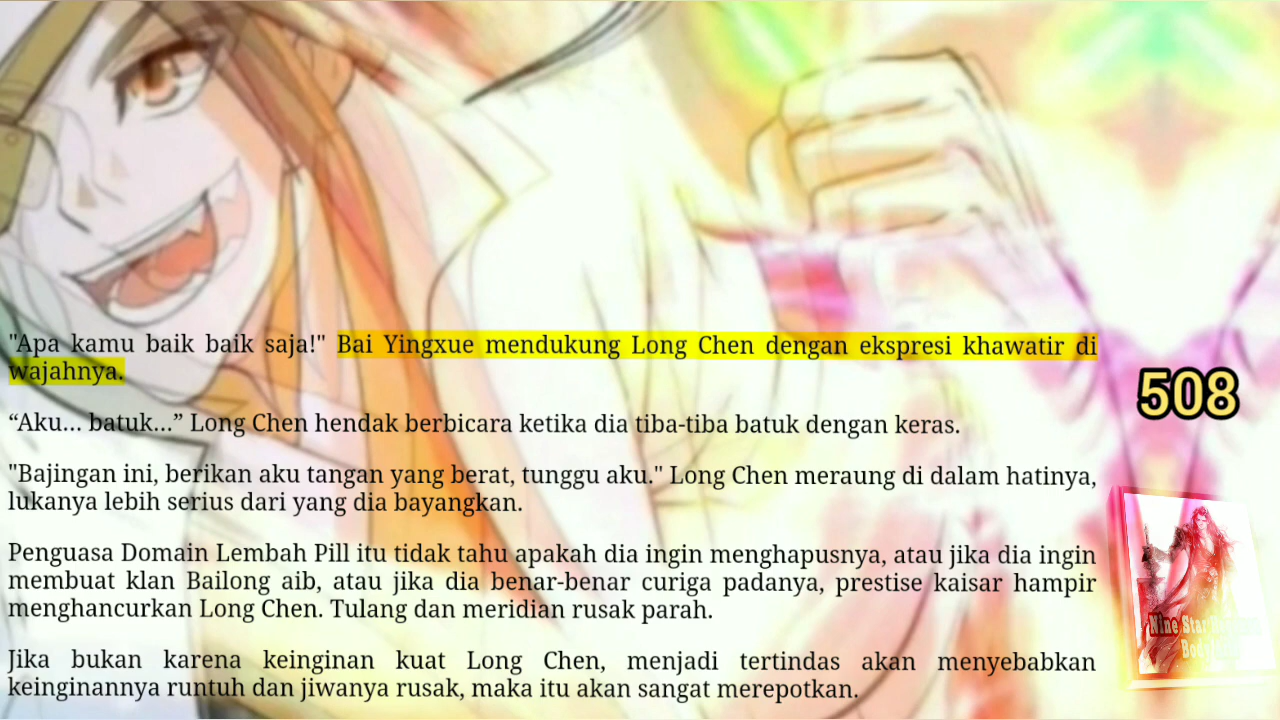 "Apa kamu baik baik saja!" Bai Yingxue mendukung Long Chen dengan ekspresi khawatir di
wajahnya.
“Aku... batuk...” Long Chen hendak berbicara ketika dia tiba-tiba batuk dengan keras.
"Bajingan ini, berikan aku tangan yang berat, tunggu aku." Long Chen meraung di dalam hatinya,
lukanya lebih serius dari yang dia bayangkan.
Penguasa Domain Lembah Pill itu tidak tahu apakah dia ingin menghapusnya, atau jika dia ingin
membuat klan Bailong aib, atau jika dia benar-benar curiga padanya, prestise kaisar hampir
menghancurkan Long Chen. Tulang dan meridian rusak parah.
Jika bukan karena keinginan kuat Long Chen, menjadi tertindas akan menyebabkan
keinginannya runtuh dan jiwanya rusak, maka itu akan sangat merepotkan.
508
Nine Star